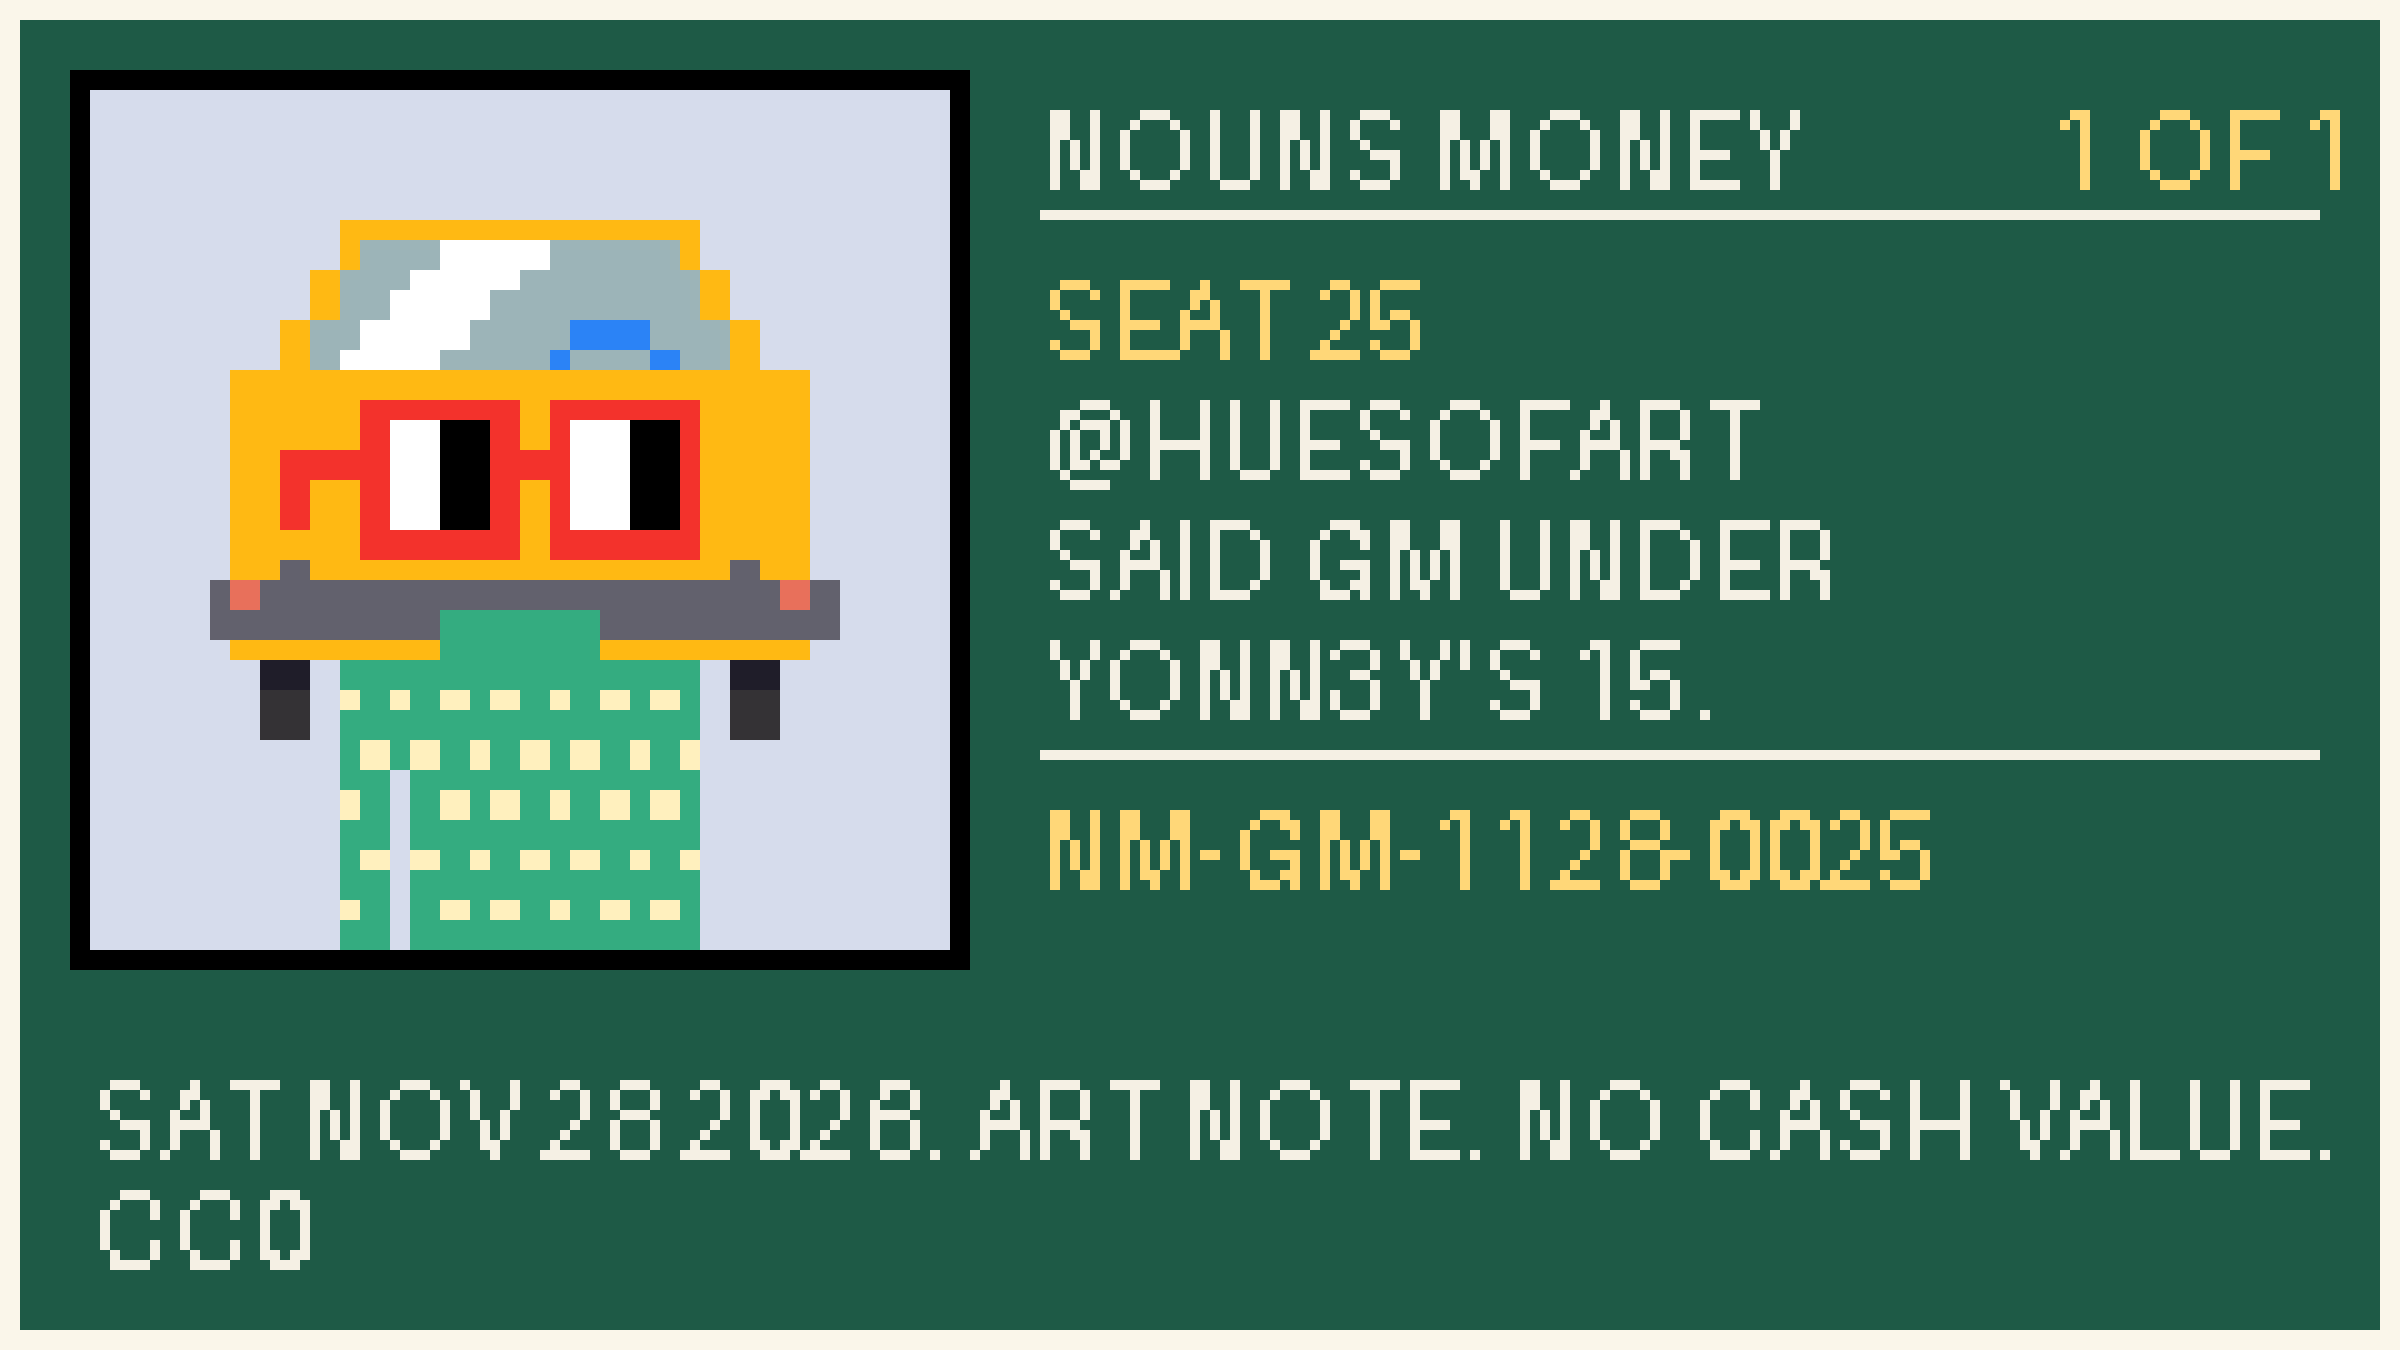 NOUNS MONEY 1 OF 1
SEAT 25
@HUESOFART
SAID GM UNDER
YONN3Y'S 15.
NM-GM-1128-0025
SAT NOV 28 2026. ART NOTE. NO CASH VALUE.
CC0